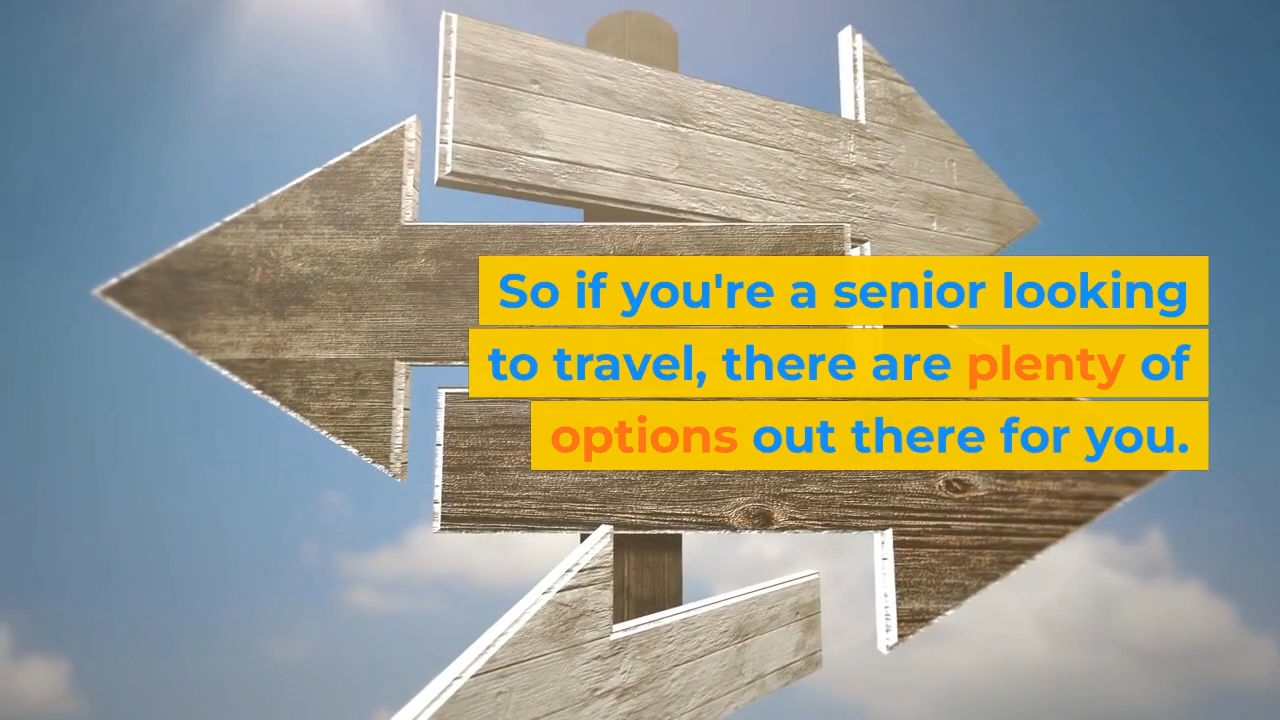 So if you're a senior looking
to travel, there are plenty of
options out there for you.